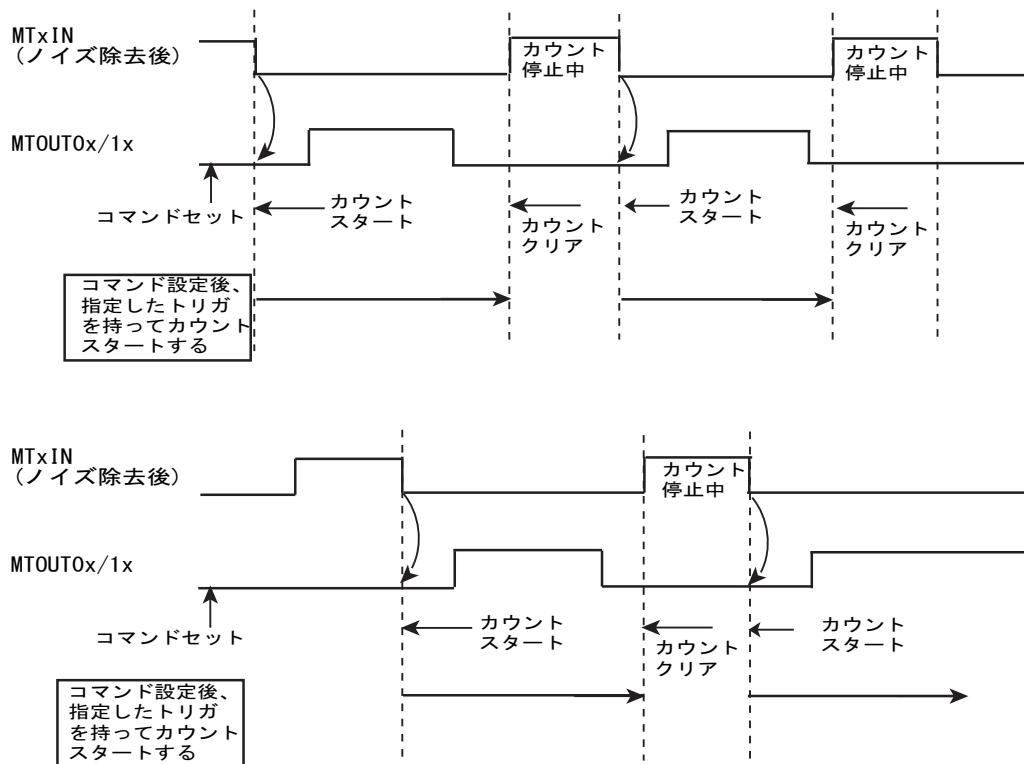 MTxIN
(ノイズ除去後)
カウント
停止中
カウント
停止中
MTOUT0x/1x
コマンドセット
カウント
スタート
カウント
クリア
カウント
スタート
カウント
クリア
コマンド設定後、
指定したトリガ
を持ってカウント
スタートする
MTxIN
(ノイズ除去後)
カウント
停止中
MTOUT0x/1x
コマンドセット
カウント
スタート
カウント
クリア
カウント
スタート
コマンド設定後、
指定したトリガ
を持ってカウント
スタートする